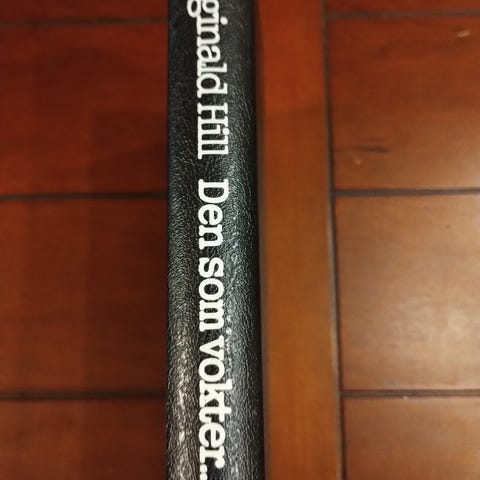 ginald Hill Den som vokter...